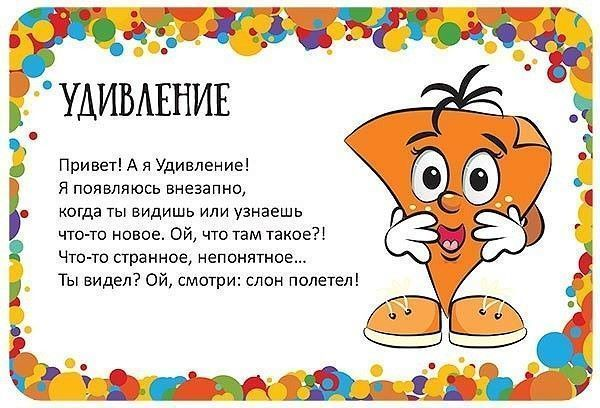 УДИВЛЕНИЕ
Привет! А я Удивление!
Я появляюсь внезапно,
когда ты видишь или узнаешь
что-то новое. Ой, что там такое?!
Что-то странное, непонятное...
Ты видел? Ой, смотри: слон полетел!